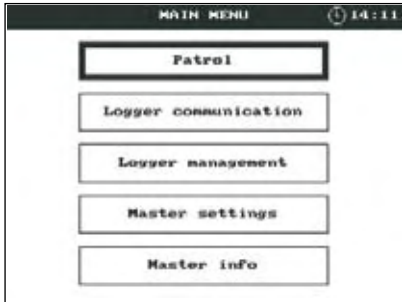 MAIN MENU 14:11
Patrol
Logger communication
Logger management
Master settings
Master info